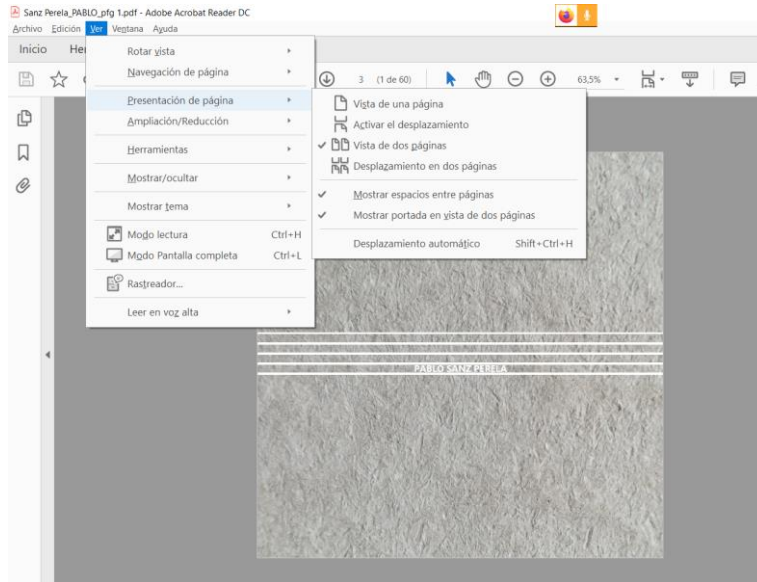 Sanz Perela_PABLO_pfg 1.pdf - Adobe Acrobat Reader DC
Archivo Edición Ver Ventana Ayuda
Inicio He
3 (1 de 60) 63,5%
Rotar vista
Navegación de página
Presentación de página
Ampliación/Reducción
Herramientas
Mostrar/ocultar
Mostrar tema
Modo lectura Ctrl+H
Modo Pantalla completa Ctrl+L
Rastreador...
Leer en voz alta
Vista de una página
Activar el desplazamiento
Vista de dos páginas
Desplazamiento en dos páginas
Mostrar espacios entre páginas
Mostrar portada en vista de dos páginas
Desplazamiento automático Shift+Ctrl+H
PABLO SANZ PERELA